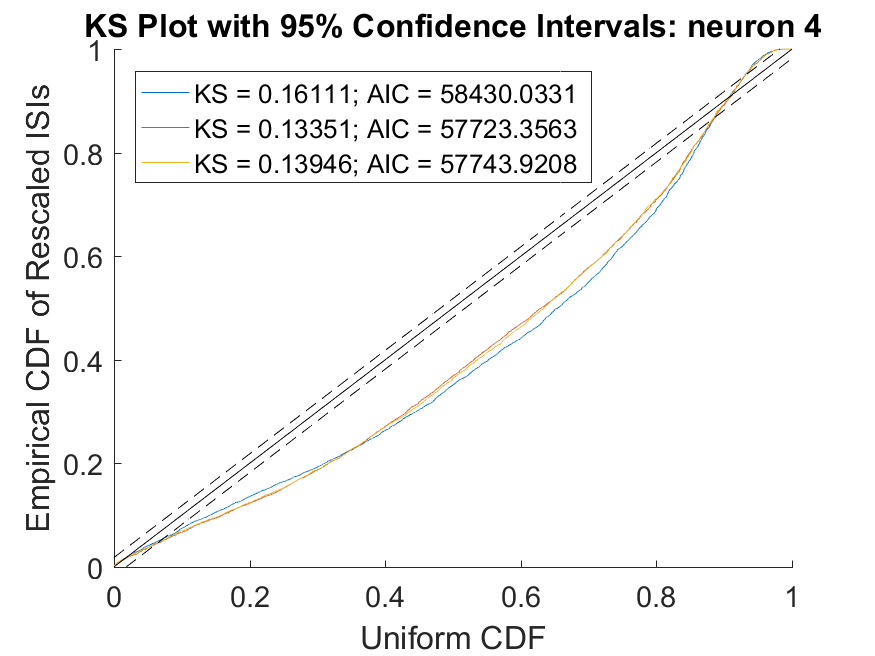 KS Plot with 95% Confidence Intervals: neuron 4
KS = 0.16111; AIC = 58430.0331
KS = 0.13351; AIC = 57723.3563
KS = 0.13946; AIC = 57743.9208
Empirical CDF of Rescaled ISIs
1
0.8
0.6
0.4
0.2
0
0 0.2 0.4 0.6 0.8 1
Uniform CDF